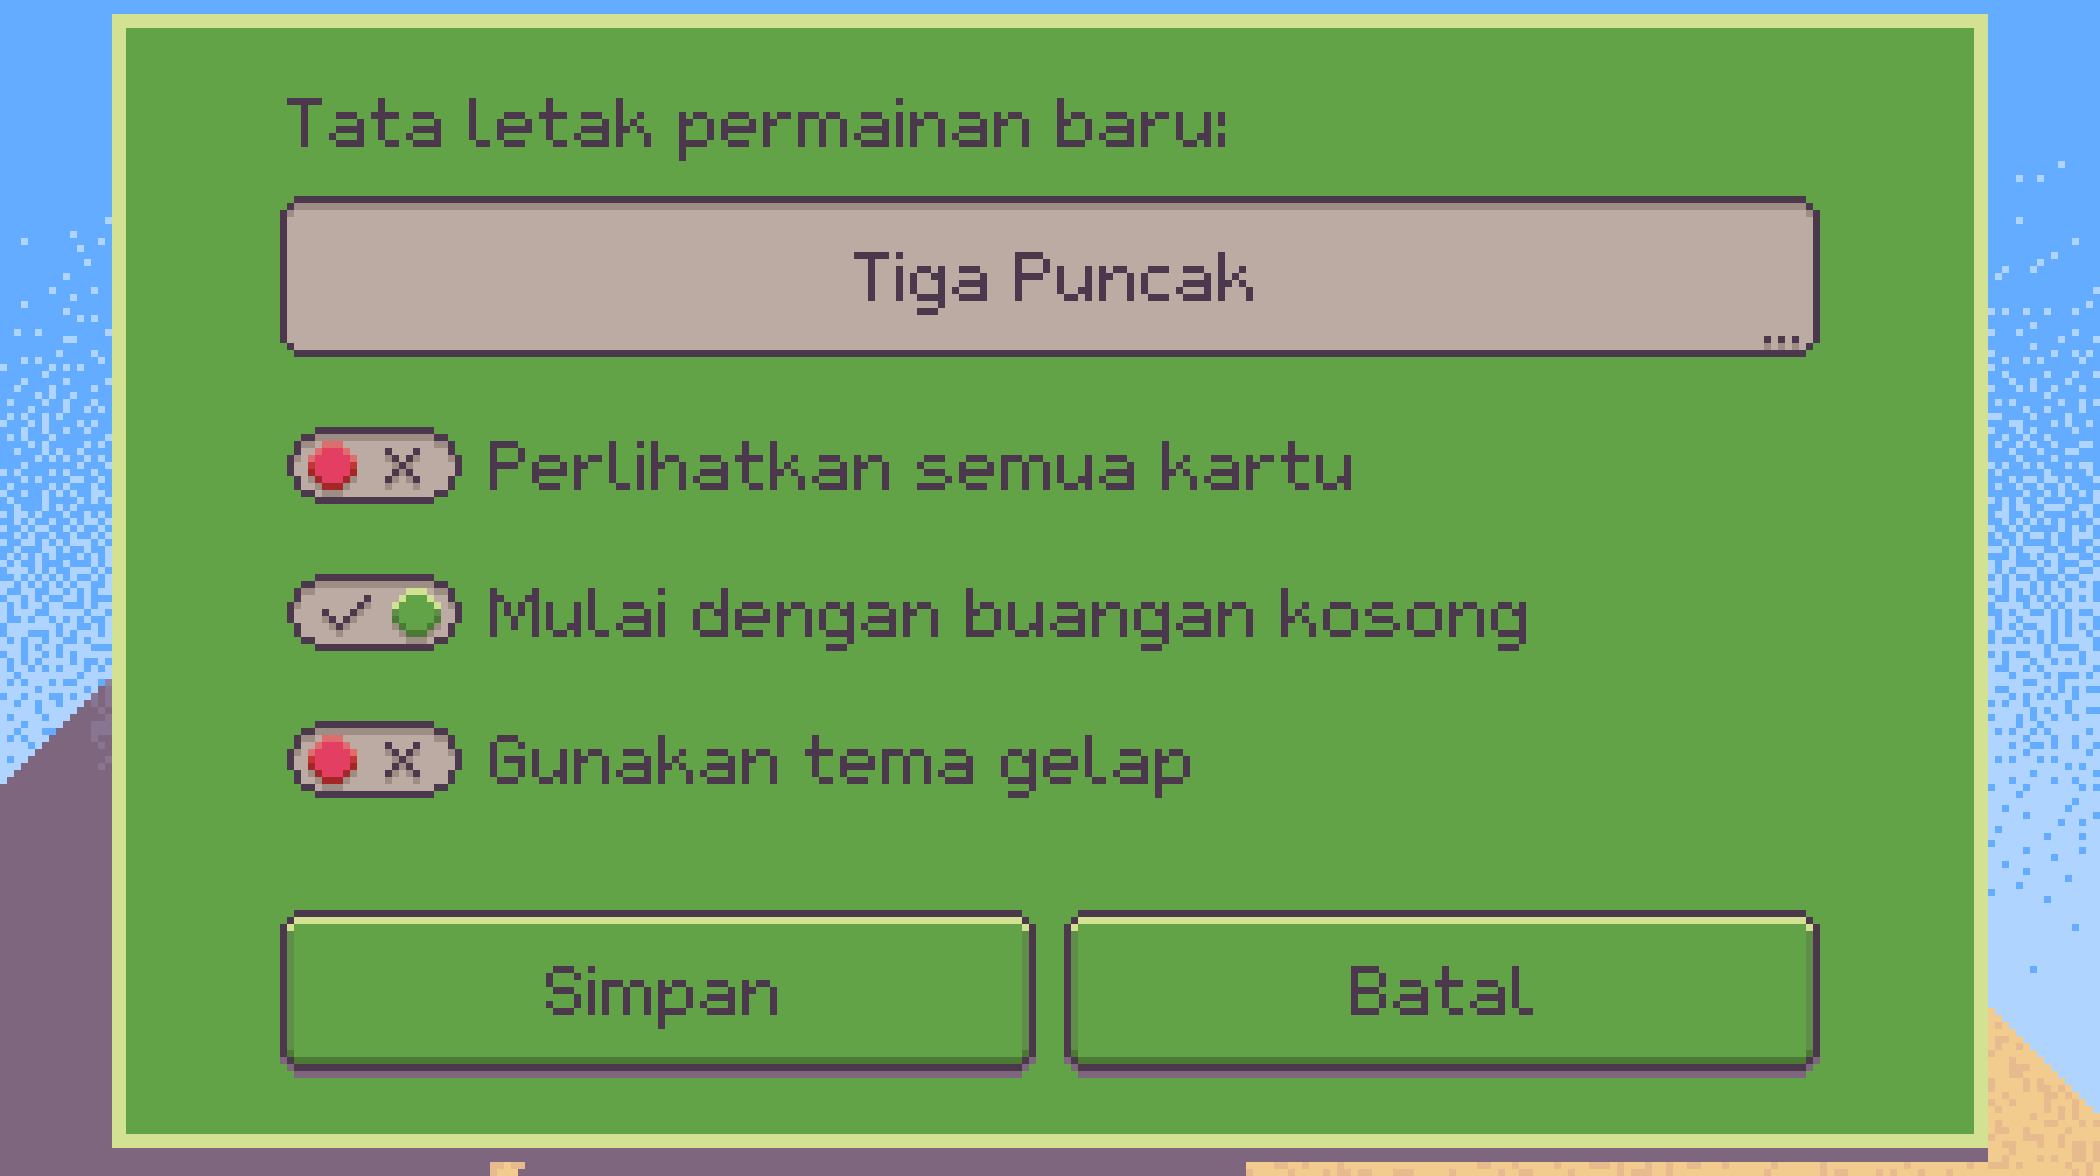 Tata letak permainan baru:
Tiga Puncak
...
Perlihatkan semua kartu
Mulai dengan buangan kosong
Gunakan tema gelap
Simpan
Batal